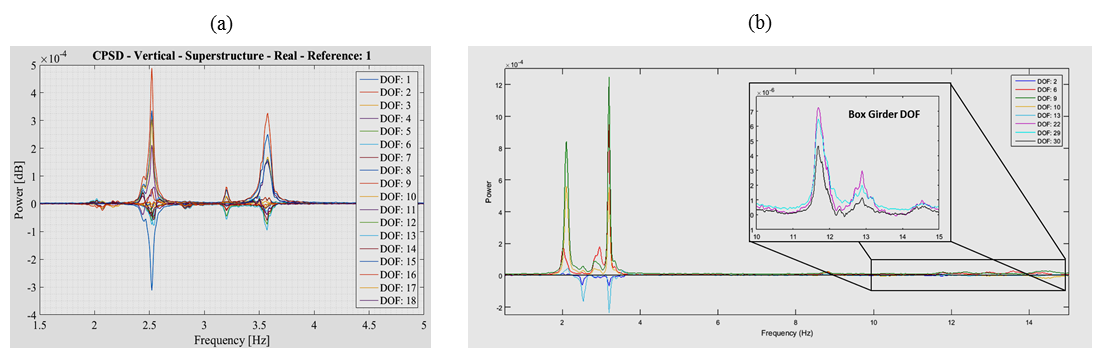 (a)
(b)
CPSD - Vertical - Superstructure - Real - Reference: 1
×10⁻⁴
5
4
3
2
1
0
-1
-2
-3
-4
Power [dB]
1.5 2 2.5 3 3.5 4 4.5 5
Frequency [Hz]
DOF: 1
DOF: 2
DOF: 3
DOF: 4
DOF: 5
DOF: 6
DOF: 7
DOF: 8
DOF: 9
DOF: 10
DOF: 11
DOF: 12
DOF: 13
DOF: 14
DOF: 15
DOF: 16
DOF: 17
DOF: 18
×10⁻⁴
12
10
8
6
4
2
0
-2
Power
2 4 6 8 10 12 14
Frequency (Hz)
×10⁻⁶
7
6
5
4
3
2
1
0
1
10 11 12 13 14 15
Box Girder DOF
DOF: 2
DOF: 6
DOF: 9
DOF: 10
DOF: 13
DOF: 22
DOF: 29
DOF: 30